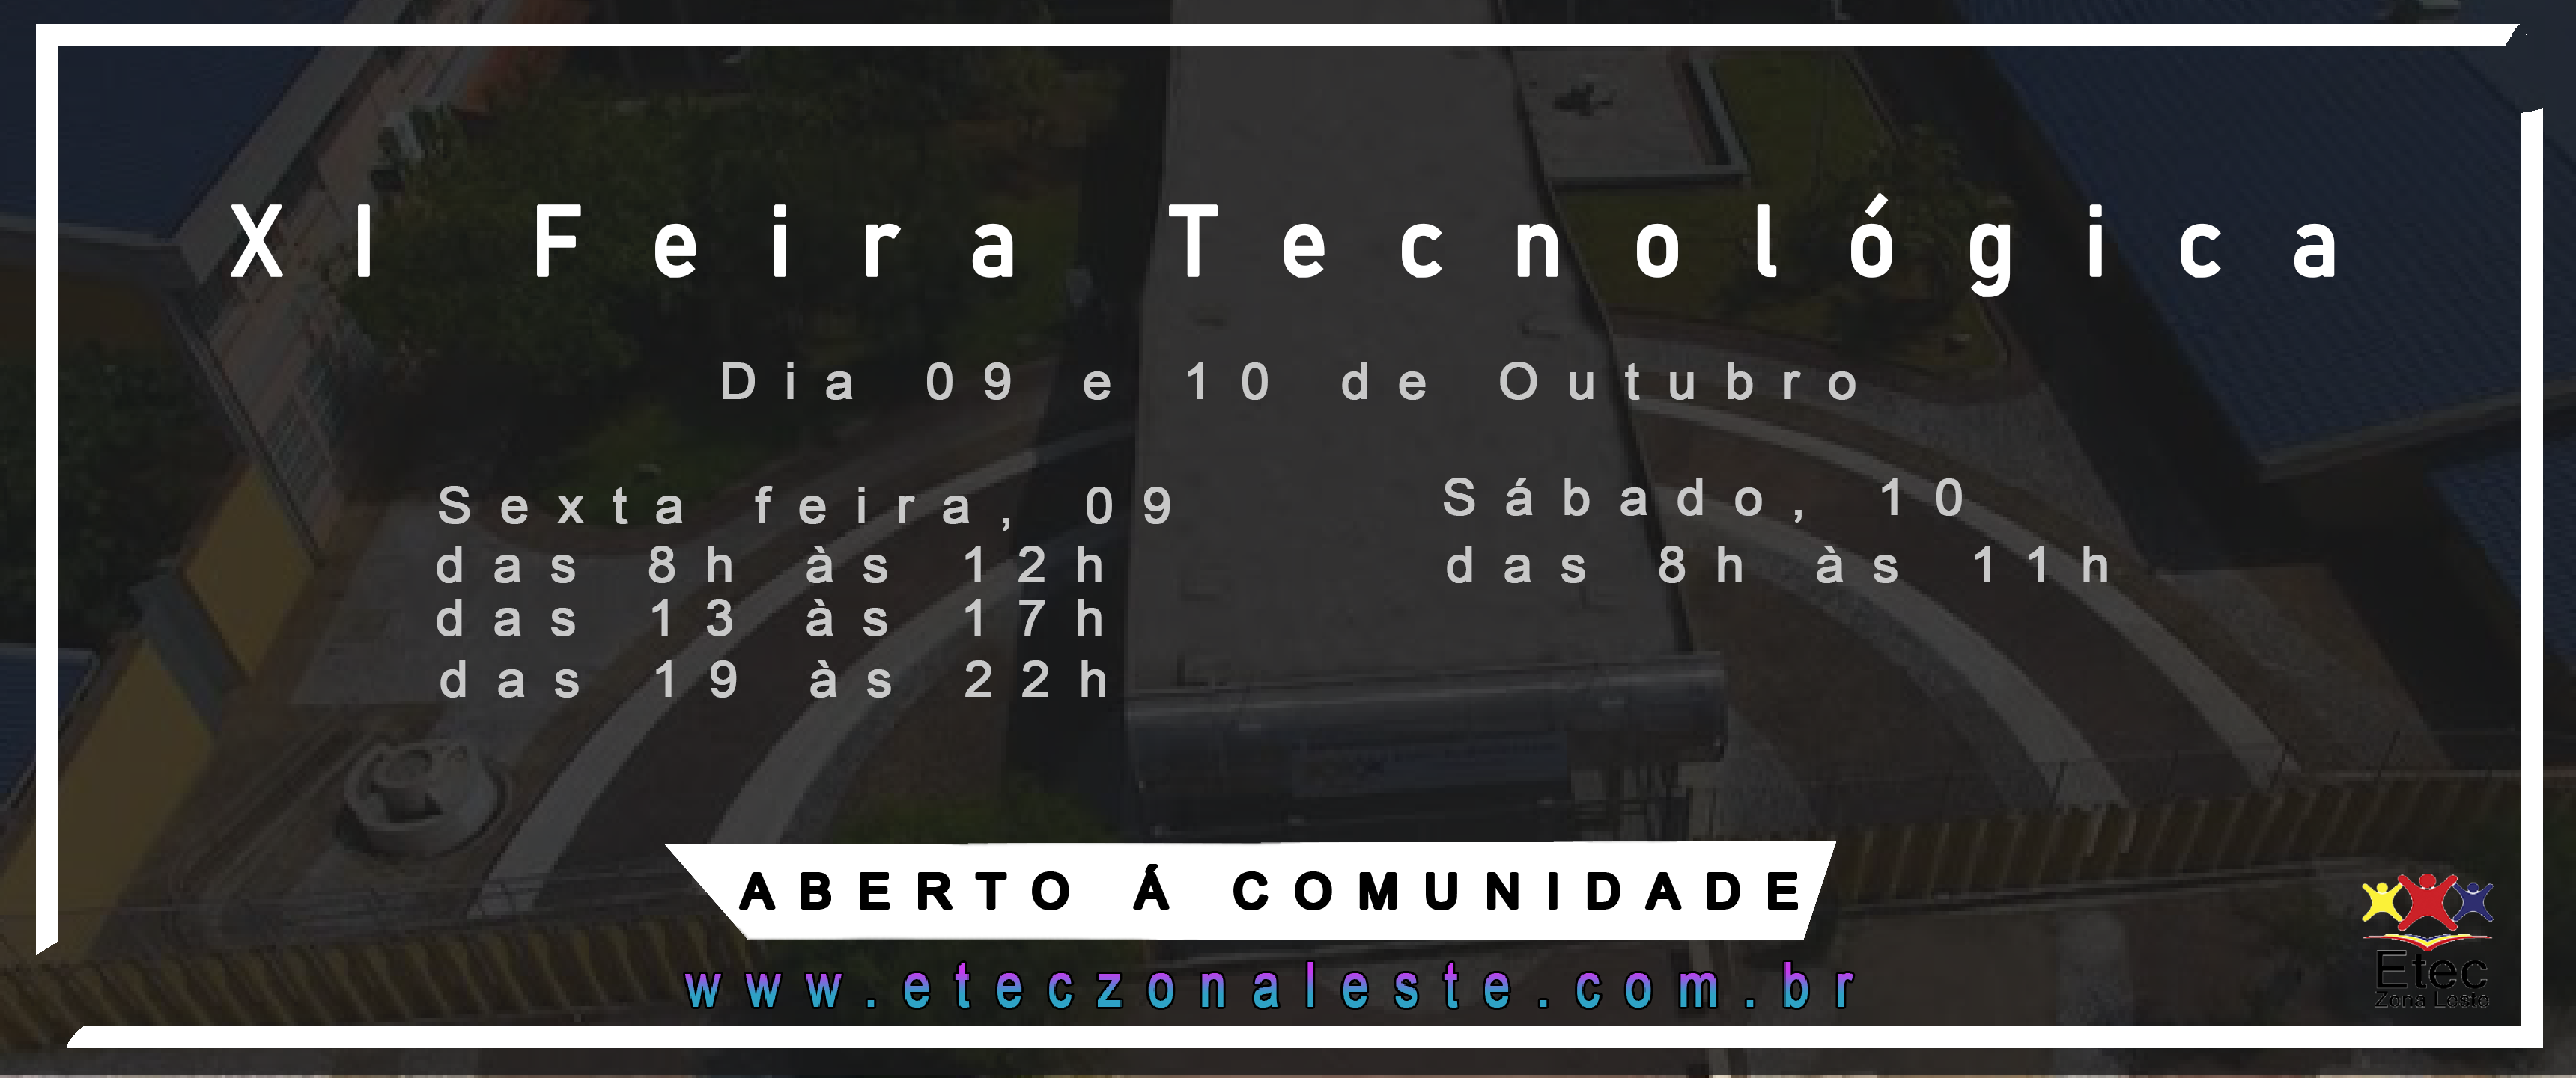 XI Feira Tecnológica
Dia 09 e 10 de Outubro
Sexta feira, 09
das 8h às 12h
das 13 às 17h
das 19 às 22h
Sábado, 10
das 8h às 11h
ABERTO Á COMUNIDADE
www.eteczonaleste.com.br
Etec
Zona Leste